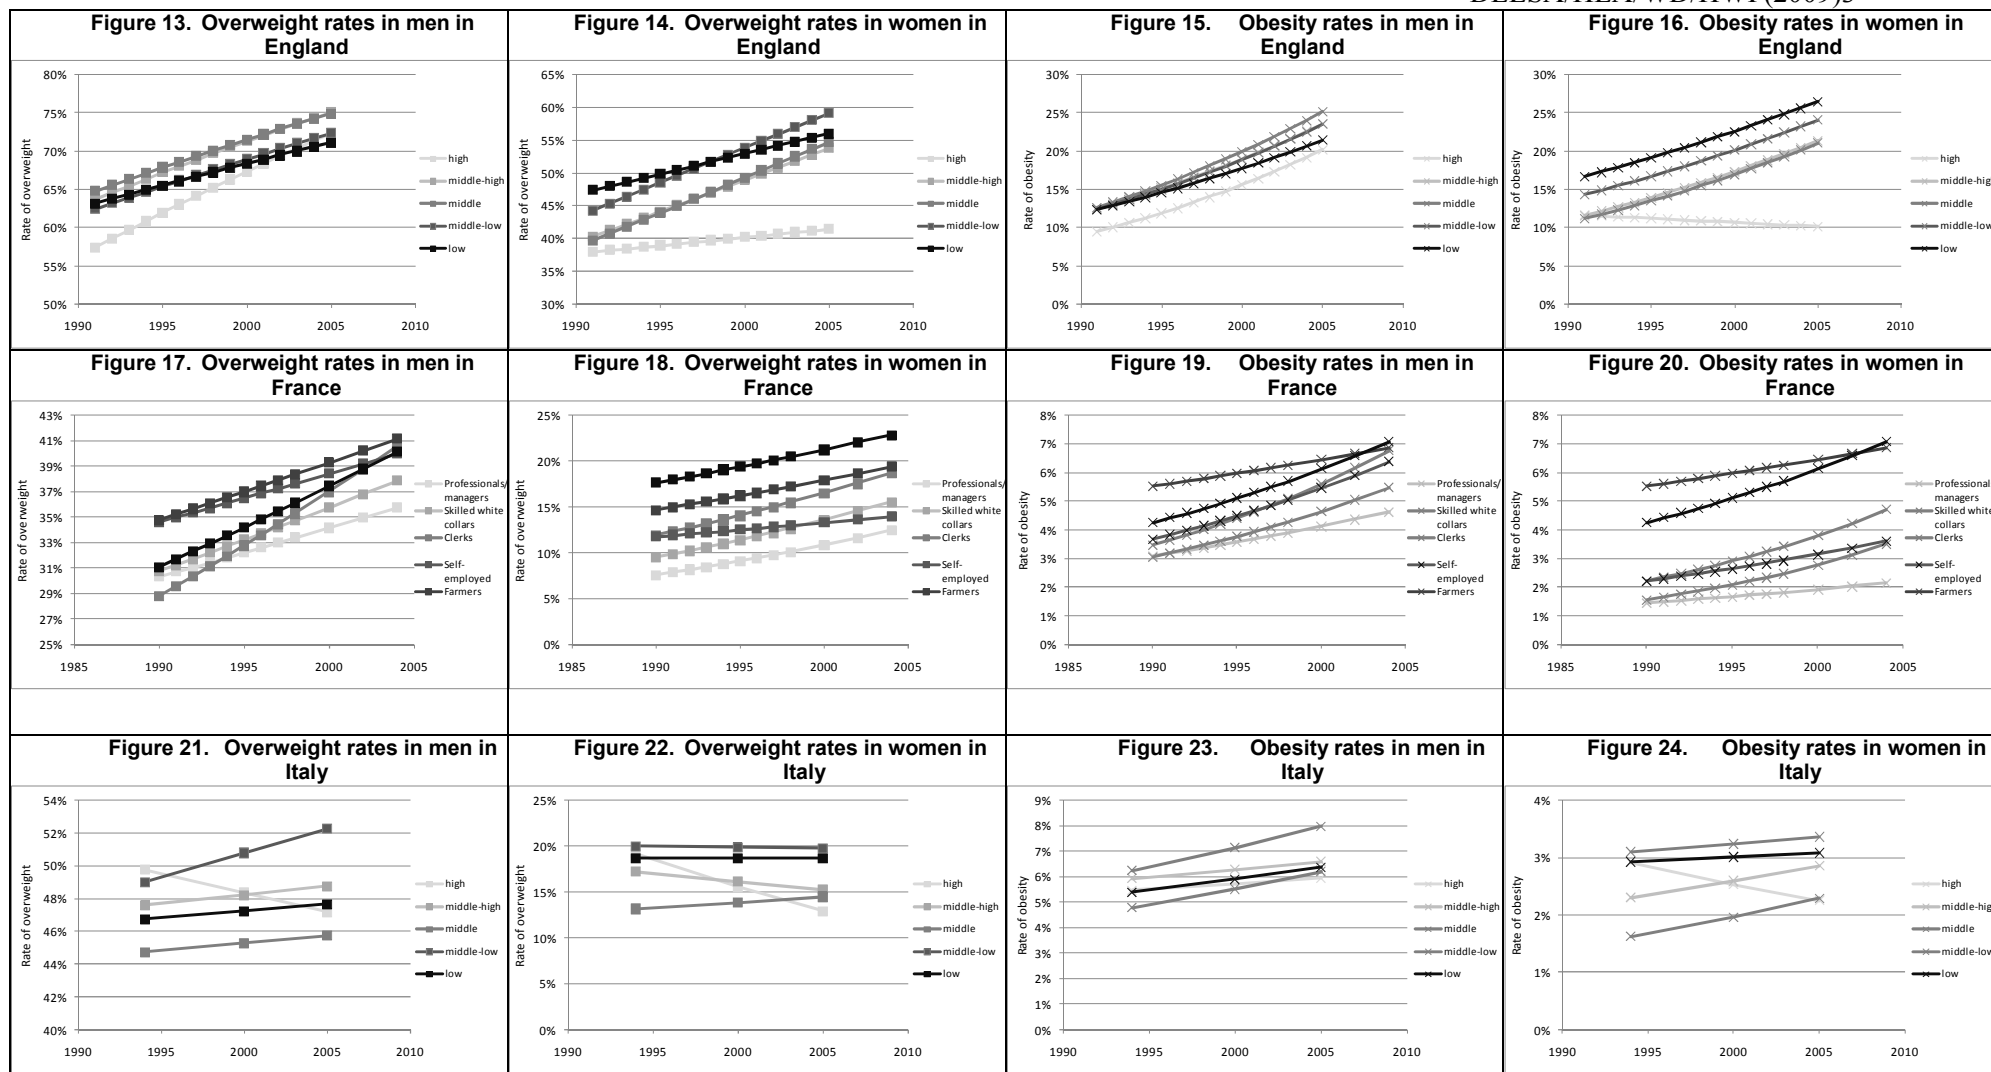 Figure 13. Overweight rates in men in
England
80%
75%
70%
65%
60%
55%
50%
Rate of overweight
1990 1995 2000 2005 2010
high
middle-high
middle
middle-low
low
Figure 14. Overweight rates in women in
England
65%
60%
55%
50%
45%
40%
35%
30%
Rate of overweight
1990 1995 2000 2005 2010
high
middle-high
middle
middle-low
low
Figure 15. Obesity rates in men in
England
30%
25%
20%
15%
10%
5%
0%
Rate of obesity
1990 1995 2000 2005 2010
high
middle-high
middle
middle-low
low
Figure 16. Obesity rates in women in
England
30%
25%
20%
15%
10%
5%
0%
Rate of obesity
1990 1995 2000 2005 2010
high
middle-hig
middle
middle-low
low
Figure 17. Overweight rates in men in
France
43%
41%
39%
37%
35%
33%
31%
29%
27%
25%
Rate of overweight
1985 1990 1995 2000 2005
Professionals/
managers
Skilled white
collars
Clerks
Self-
employed
Farmers
Figure 18. Overweight rates in women in
France
25%
20%
15%
10%
5%
0%
Rate of overweight
1985 1990 1995 2000 2005
Professionals/
managers
Skilled white
collars
Clerks
Self-
employed
Farmers
Figure 19. Obesity rates in men in
France
8%
7%
6%
5%
4%
3%
2%
1%
0%
Rate of obesity
1985 1990 1995 2000 2005
Professionals/
managers
Skilled white
collars
Clerks
Self-
employed
Farmers
Figure 20. Obesity rates in women in
France
8%
7%
6%
5%
4%
3%
2%
1%
0%
Rate of obesity
1985 1990 1995 2000 2005
Professional
managers
Skilled white
collars
Clerks
Self-
employed
Farmers
Figure 21. Overweight rates in men in
Italy
54%
52%
50%
48%
46%
44%
42%
40%
Rate of overweight
1990 1995 2000 2005 2010
high
middle-high
middle
middle-low
low
Figure 22. Overweight rates in women in
Italy
25%
20%
15%
10%
5%
0%
Rate of overweight
1990 1995 2000 2005 2010
high
middle-high
middle
middle-low
low
Figure 23. Obesity rates in men in
Italy
9%
8%
7%
6%
5%
4%
3%
2%
1%
0%
Rate of obesity
1990 1995 2000 2005 2010
high
middle-high
middle
middle-low
low
Figure 24. Obesity rates in women in
Italy
4%
3%
2%
1%
0%
Rate of obesity
1990 1995 2000 2005 2010
high
middle-hig
middle
middle-low
low